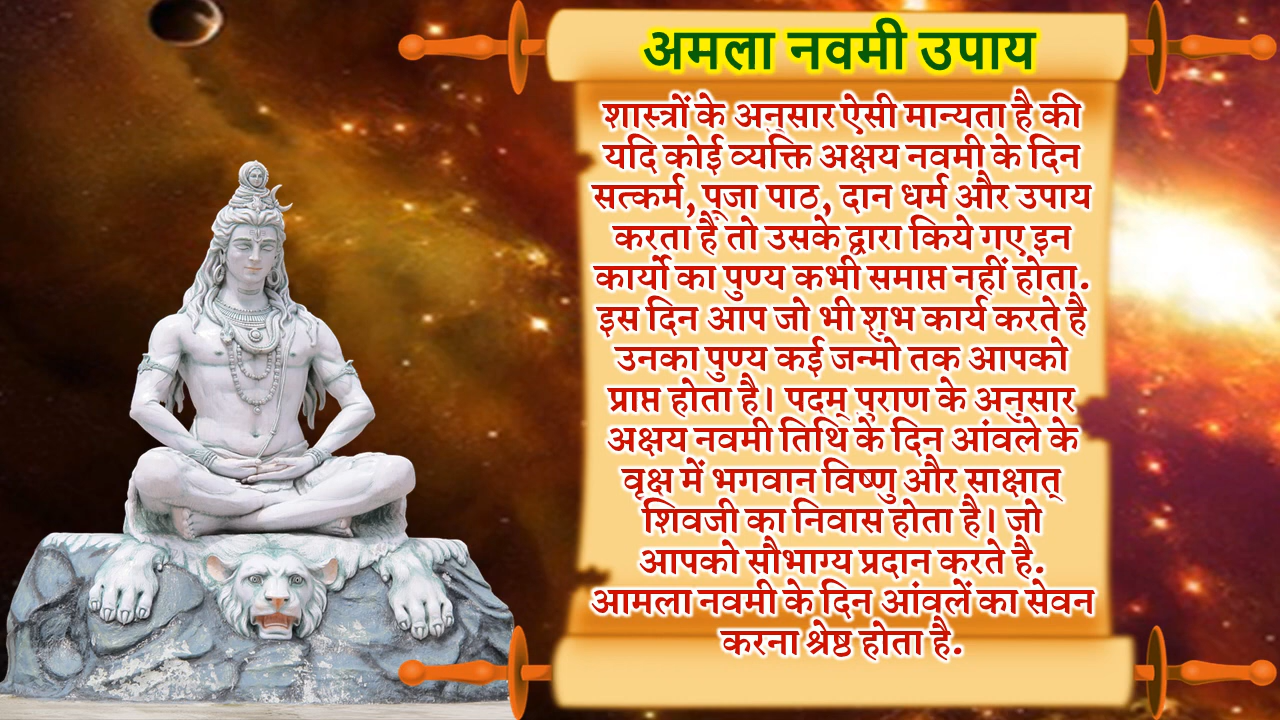 अमला नवमी उपाय
शास्त्रों के अनुसार ऐसी मान्यता है की
यदि कोई व्यक्ति अक्षय नवमी के दिन
सत्कर्म, पूजा पाठ, दान धर्म और उपाय
करता हैं तो उसके द्वारा किये गए इन
कार्यो का पुण्य कभी समाप्त नहीं होता.
इस दिन आप जो भी शुभ कार्य करते है
उनका पुण्य कई जन्मो तक आपको
प्राप्त होता है। पदम् पुराण के अनुसार
अक्षय नवमी तिथि के दिन आंवले के
वृक्ष में भगवान विष्णु और साक्षात्
शिवजी का निवास होता है। जो
आपको सौभाग्य प्रदान करते है.
आमला नवमी के दिन आंवलें का सेवन
करना श्रेष्ठ होता है.